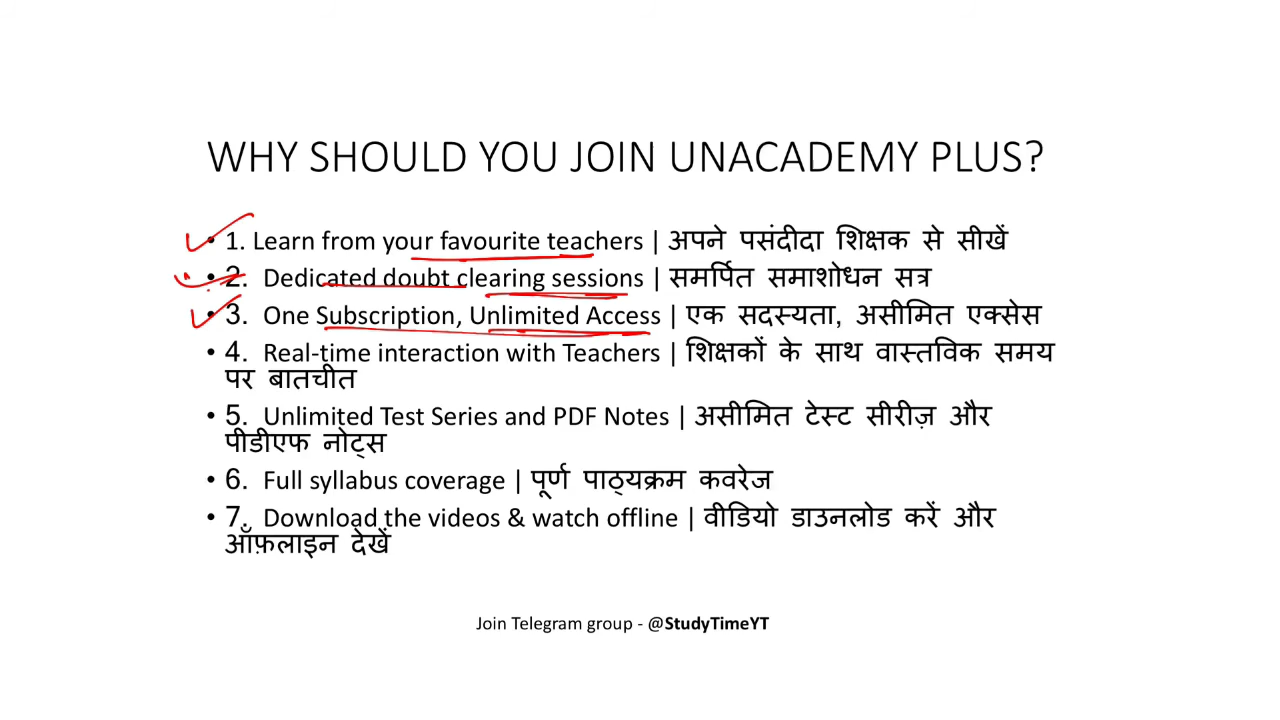 WHY SHOULD YOU JOIN UNACADEMY PLUS?
• 1. Learn from your favourite teachers | अपने पसंदीदा शिक्षक से सीखें
• 2. Dedicated doubt clearing sessions | समर्पित समाशोधन सत्र
• 3. One Subscription, Unlimited Access | एक सदस्यता, असीमित एक्सेस
• 4. Real-time interaction with Teachers | शिक्षकों के साथ वास्तविक समय
पर बातचीत
• 5. Unlimited Test Series and PDF Notes | असीमित टेस्ट सीरीज़ और
पीडीएफ नोट्स
• 6. Full syllabus coverage | पूर्ण पाठ्यक्रम कवरेज
• 7. Download the videos & watch offline | वीडियो डाउनलोड करें और
ऑफ़लाइन देखें
Join Telegram group - @StudyTimeYT